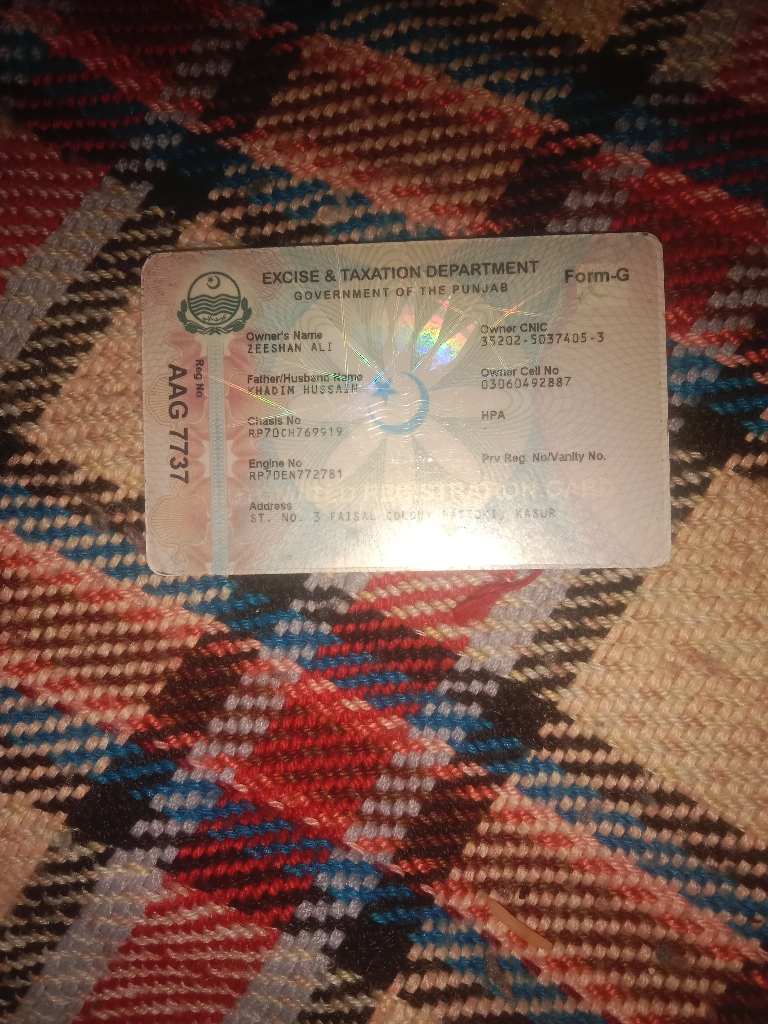 EXCISE & TAXATION DEPARTMENT
GOVERNMENT OF THE PUNJAB
Form-G
Reg No
AAG 7737
Owner's Name
ZEESHAN ALI
Father/Husband Name
KHADIM HUSSAIN
Chasis No
RP70CH769919
Engine No
RP70EN772781
Address
ST. NO. 3 FAISAL COLONY PATTOKI, KASUR
Owner CNIC
35202-5037405-3
Owner Cell No
03060492887
HPA
Prv Reg. No/Vanity No.
REGISTRATION